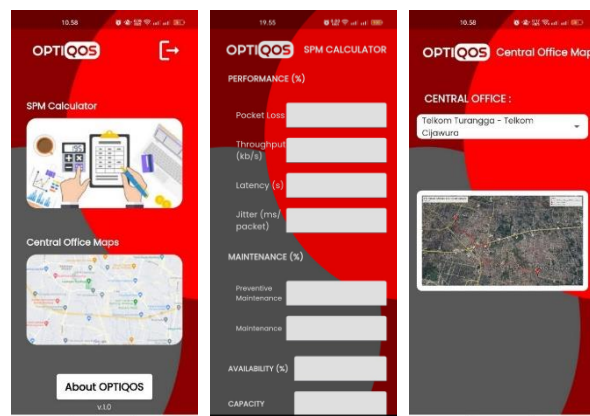 10.58
OPTIQOS
SPM Calculator
Central Office Maps
About OPTIQOS
v.1.0
19.55
OPTIQOS SPM CALCULATOR
PERFORMANCE (%)
Pocket Loss
Throughput
(kb/s)
Latency (s)
Jitter (ms/
packet)
MAINTENANCE (%)
Preventive
Maintenance
Maintenance
AVAILABILITY (%)
CAPACITY
10.58
OPTIQOS Central Office Map
CENTRAL OFFICE :
Telkom Turangga - Telkom
Cijawura